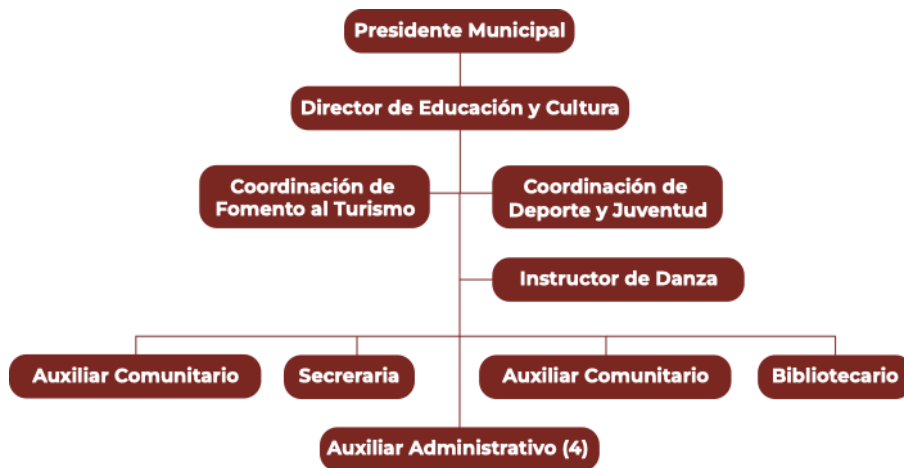 Presidente Municipal
Director de Educación y Cultura
Coordinación de
Fomento al Turismo
Coordinación de
Deporte y Juventud
Instructor de Danza
Auxiliar Comunitario
Secreraria
Auxiliar Comunitario
Bibliotecario
Auxiliar Administrativo (4)